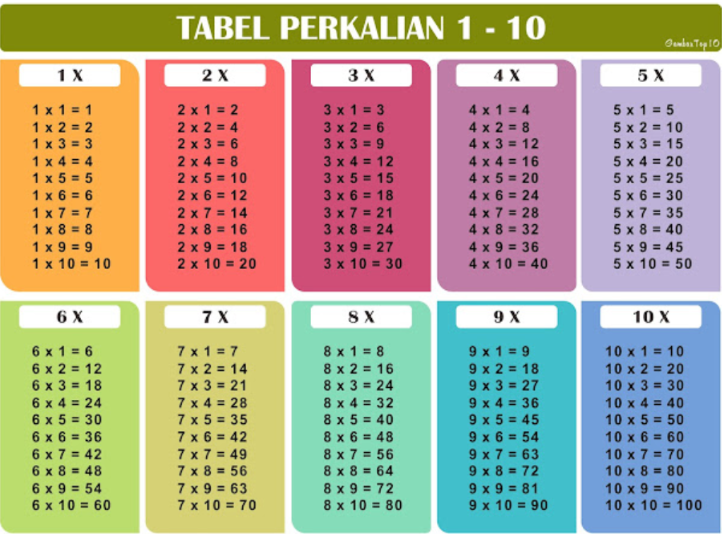 TABEL PERKALIAN 1 - 10
GambarTop10
1 X
1 x 1 = 1
1 x 2 = 2
1 x 3 = 3
1 x 4 = 4
1 x 5 = 5
1 x 6 = 6
1 x 7 = 7
1 x 8 = 8
1 x 9 = 9
1 x 10 = 10
2 X
2 x 1 = 2
2 x 2 = 4
2 x 3 = 6
2 x 4 = 8
2 x 5 = 10
2 x 6 = 12
2 x 7 = 14
2 x 8 = 16
2 x 9 = 18
2 x 10 = 20
3 X
3 x 1 = 3
3 x 2 = 6
3 x 3 = 9
3 x 4 = 12
3 x 5 = 15
3 x 6 = 18
3 x 7 = 21
3 x 8 = 24
3 x 9 = 27
3 x 10 = 30
4 X
4 x 1 = 4
4 x 2 = 8
4 x 3 = 12
4 x 4 = 16
4 x 5 = 20
4 x 6 = 24
4 x 7 = 28
4 x 8 = 32
4 x 9 = 36
4 x 10 = 40
5 X
5 x 1 = 5
5 x 2 = 10
5 x 3 = 15
5 x 4 = 20
5 x 5 = 25
5 x 6 = 30
5 x 7 = 35
5 x 8 = 40
5 x 9 = 45
5 x 10 = 50
6 X
6 x 1 = 6
6 x 2 = 12
6 x 3 = 18
6 x 4 = 24
6 x 5 = 30
6 x 6 = 36
6 x 7 = 42
6 x 8 = 48
6 x 9 = 54
6 x 10 = 60
7 X
7 x 1 = 7
7 x 2 = 14
7 x 3 = 21
7 x 4 = 28
7 x 5 = 35
7 x 6 = 42
7 x 7 = 49
7 x 8 = 56
7 x 9 = 63
7 x 10 = 70
8 X
8 x 1 = 8
8 x 2 = 16
8 x 3 = 24
8 x 4 = 32
8 x 5 = 40
8 x 6 = 48
8 x 7 = 56
8 x 8 = 64
8 x 9 = 72
8 x 10 = 80
9 X
9 x 1 = 9
9 x 2 = 18
9 x 3 = 27
9 x 4 = 36
9 x 5 = 45
9 x 6 = 54
9 x 7 = 63
9 x 8 = 72
9 x 9 = 81
9 x 10 = 90
10 X
10 x 1 = 10
10 x 2 = 20
10 x 3 = 30
10 x 4 = 40
10 x 5 = 50
10 x 6 = 60
10 x 7 = 70
10 x 8 = 80
10 x 9 = 90
10 x 10 = 100